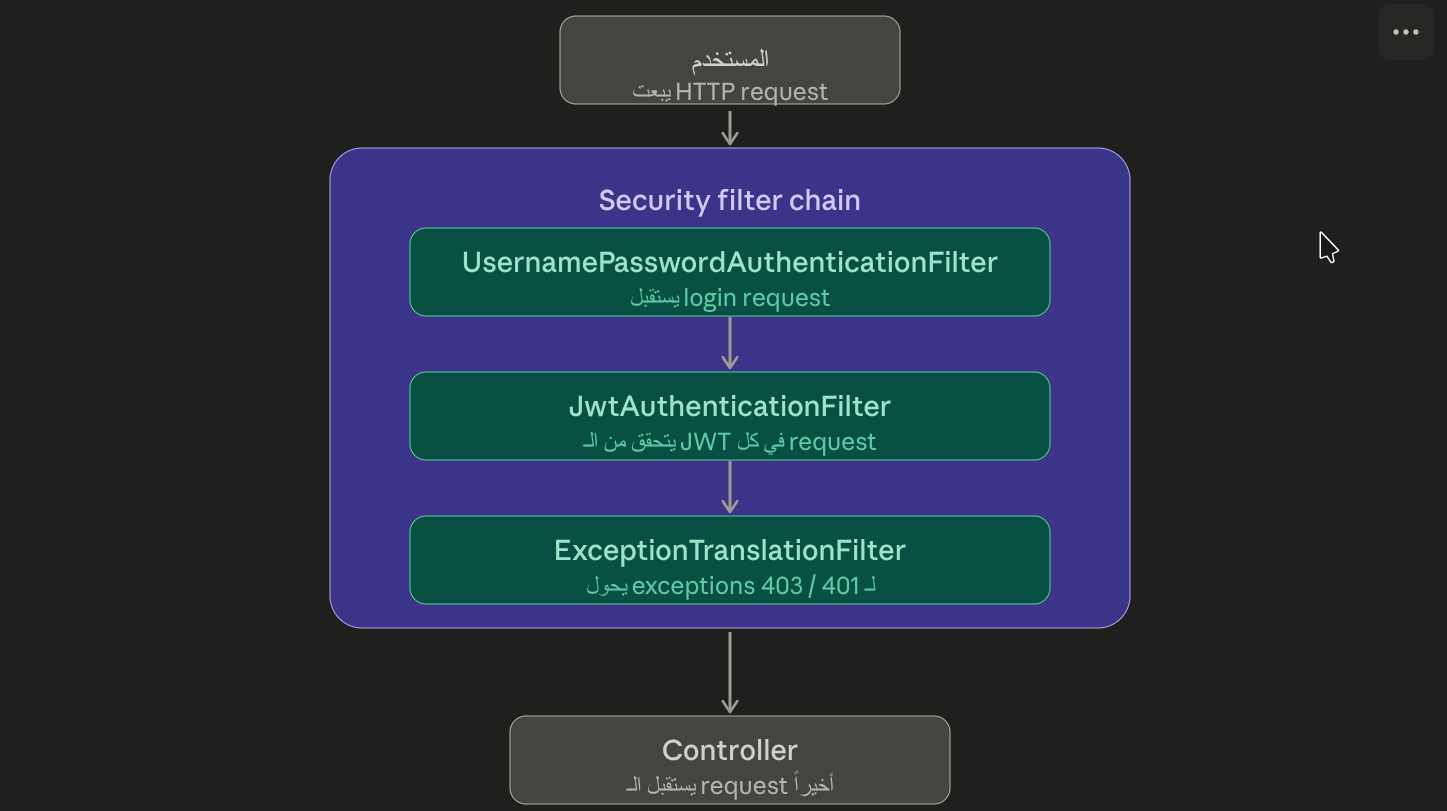 المستخدم
يبعت HTTP request
Security filter chain
UsernamePasswordAuthenticationFilter
يستقبل login request
JwtAuthenticationFilter
يتحقق من الـ JWT في كل request
ExceptionTranslationFilter
يحول exceptions لـ 401 / 403
Controller
يستقبل الـ request أخيراً